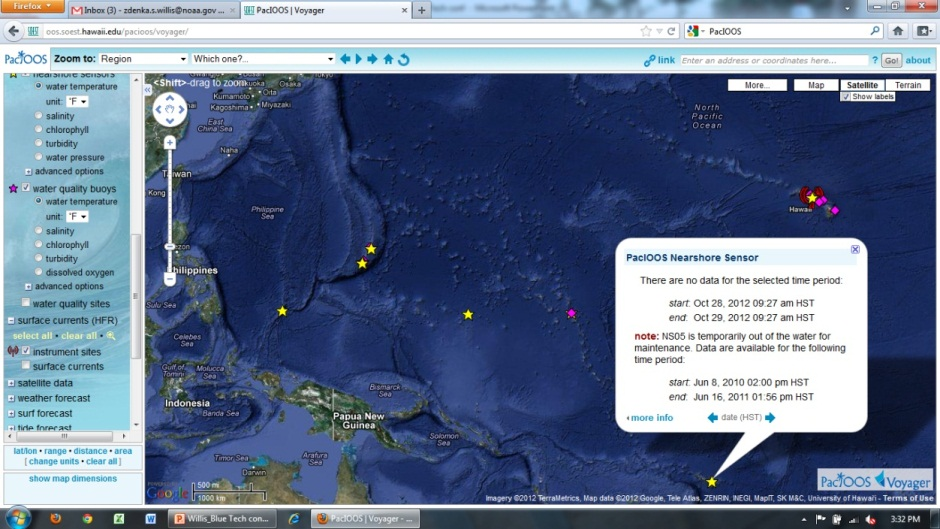 Firefox
Inbox (3) - zdenka.s.willis@noaa.gov ...
PacIOOS | Voyager
oos.soest.hawaii.edu/pacioos/voyager/
PacIOOS
PacIOOS
Zoom to:
Region
Which one?...
link
Enter an address or coordinates here...
?
Go!
about
nearshore sensors
water temperature
unit: °F
salinity
chlorophyll
turbidity
water pressure
advanced options
water quality buoys
water temperature
unit: °F
salinity
chlorophyll
turbidity
dissolved oxygen
advanced options
water quality sites
surface currents (HFR)
select all • clear all •
instrument sites
surface currents
satellite data
weather forecast
surf forecast
tide forecast
lat/lon • range • distance • area
[ change units • clear all ]
show map dimensions
<Shift>-drag to zoom
More...
Map
Satellite
Terrain
Show labels
Osaka
Kumamoto
Oita
Kagoshima
Miyazaki
East
China Sea
Naha
Taiwan
Kong
Philippine
Sea
Luzon
Philippines
Sulu Sea
Celebes
Sea
Gulf of
Tomini
Molucca
Sea
Indonesia
Banda Sea
Papua New
Guinea
Bismarck
Sea
Solomon
Sea
Timor Sea
Arafura
Sea
Darwin
North
Pacific
Ocean
Hawaii
PacIOOS Nearshore Sensor
There are no data for the selected time period:
start: Oct 28, 2012 09:27 am HST
end: Oct 29, 2012 09:27 am HST
note: NS05 is temporarily out of the water for
maintenance. Data are available for the following
time period:
start: Jun 8, 2010 02:00 pm HST
end: Jun 16, 2011 01:56 pm HST
more info
date (HST)
500 mi
1000 km
Google
PacIOOS Voyager
Imagery ©2012 TerraMetrics, Map data ©2012 Google, Tele Atlas, ZENRIN, INEGI, MapIT, SK M&C, University of Hawai'i - Terms of Use
Willis_Blue Tech con...
PacIOOS | Voyager - ...
3:32 PM